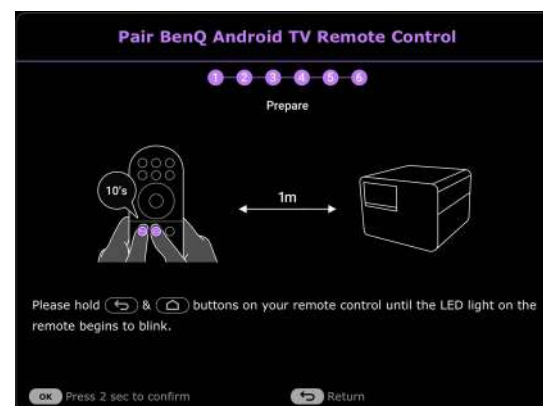 Pair BenQ Android TV Remote Control
1 2 3 4 5 6
Prepare
10's
1m
Please hold & buttons on your remote control until the LED light on the
remote begins to blink.
OK Press 2 sec to confirm Return